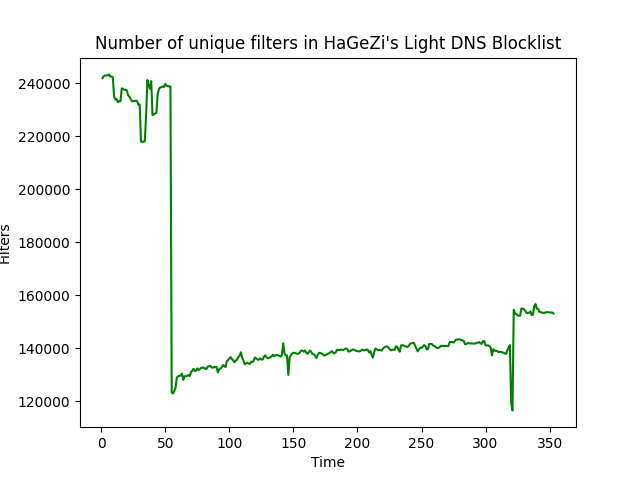 Number of unique filters in HaGeZi's Light DNS Blocklist
240000
220000
200000
180000
160000
140000
120000
Filters
0 50 100 150 200 250 300 350
Time